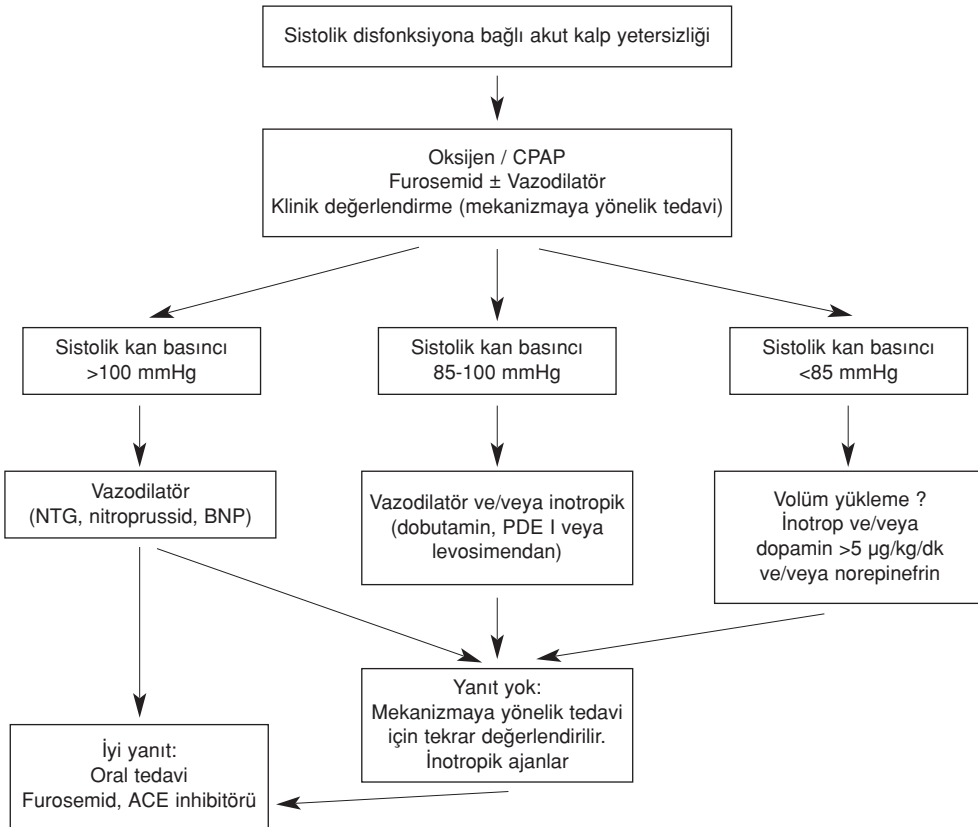 Sistolik disfonksiyona bağlı akut kalp yetersizliği
Oksijen / CPAP
Furosemid ± Vazodilatör
Klinik değerlendirme (mekanizmaya yönelik tedavi)
Sistolik kan basıncı
>100 mmHg
Sistolik kan basıncı
85-100 mmHg
Sistolik kan basıncı
<85 mmHg
Vazodilatör
(NTG, nitroprussid, BNP)
Vazodilatör ve/veya inotropik
(dobutamin, PDE I veya
levosimendan)
Volüm yükleme ?
İnotrop ve/veya
dopamin >5 µg/kg/dk
ve/veya norepinefrin
Yanıt yok:
Mekanizmaya yönelik tedavi
için tekrar değerlendirilir.
İnotropik ajanlar
İyi yanıt:
Oral tedavi
Furosemid, ACE inhibitörü